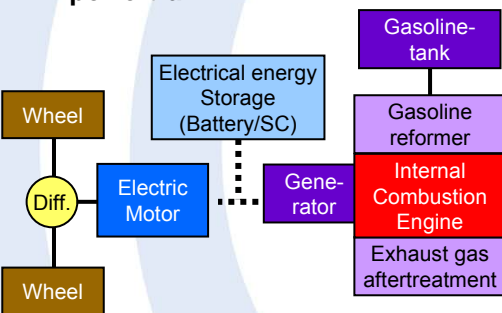 Gasoline-
tank
Electrical energy
Storage
(Battery/SC)
Wheel
Gasoline
reformer
Diff.
Electric
Motor
Gene-
rator
Internal
Combustion
Engine
Exhaust gas
aftertreatment
Wheel